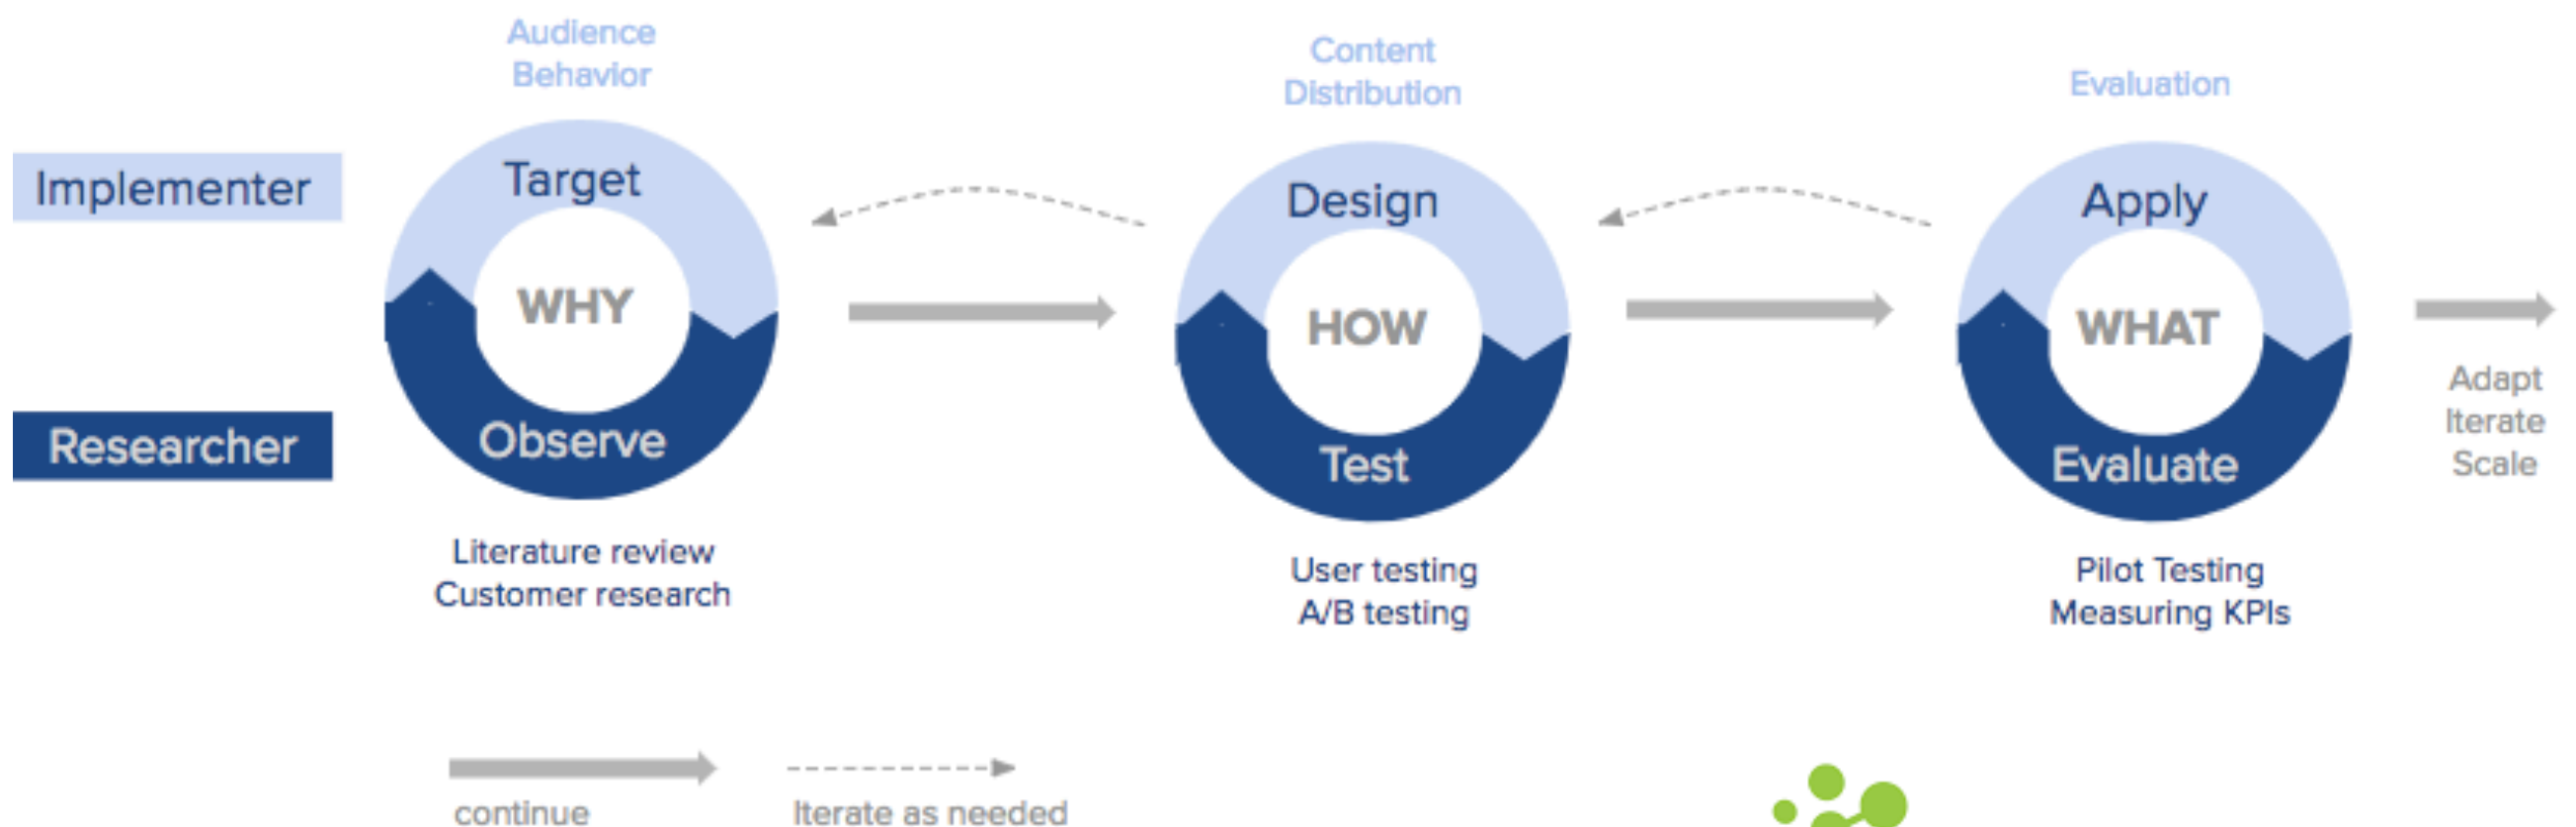 Audience
Behavior
Content
Distribution
Evaluation
Implementer
Target
Design
Apply
WHY
HOW
WHAT
Researcher
Observe
Test
Evaluate
Adapt
Iterate
Scale
Literature review
Customer research
User testing
A/B testing
Pilot Testing
Measuring KPIs
continue
Iterate as needed